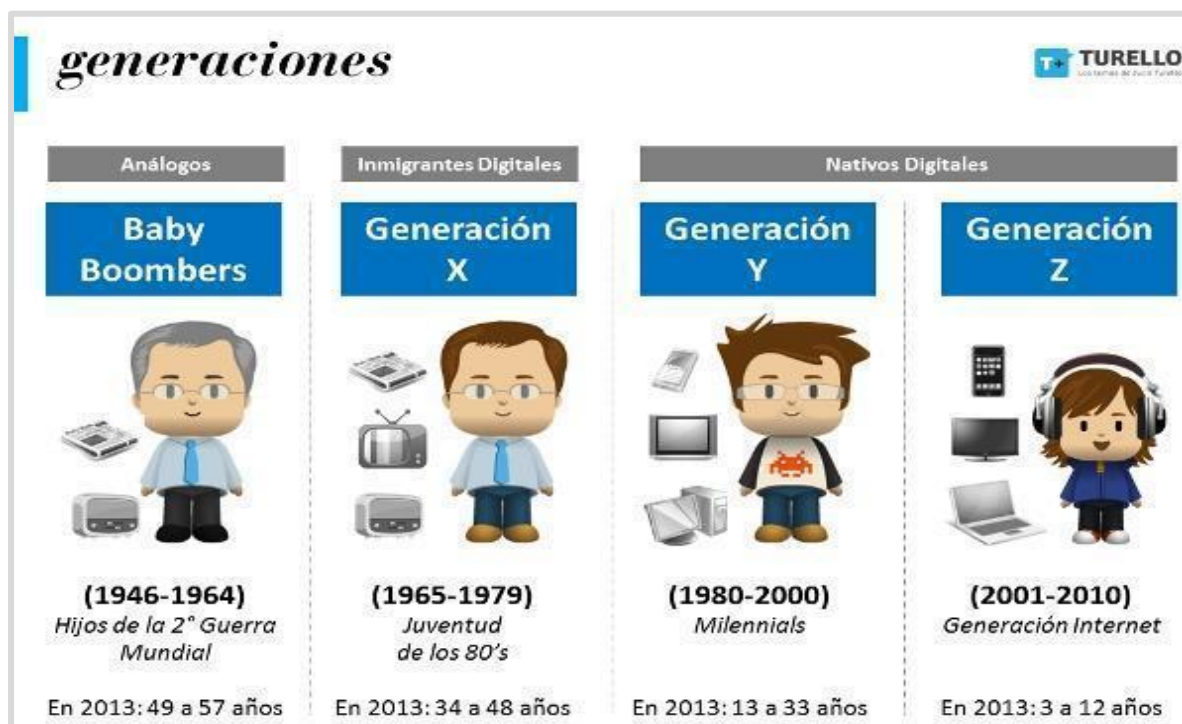 generaciones
T+ TURELLO
Análogos
Inmigrantes Digitales
Nativos Digitales
Baby
Boombers
Generación
X
Generación
Y
Generación
Z
(1946-1964)
Hijos de la 2° Guerra
Mundial
(1965-1979)
Juventud
de los 80's
(1980-2000)
Milennials
(2001-2010)
Generación Internet
En 2013: 49 a 57 años
En 2013: 34 a 48 años
En 2013: 13 a 33 años
En 2013: 3 a 12 años